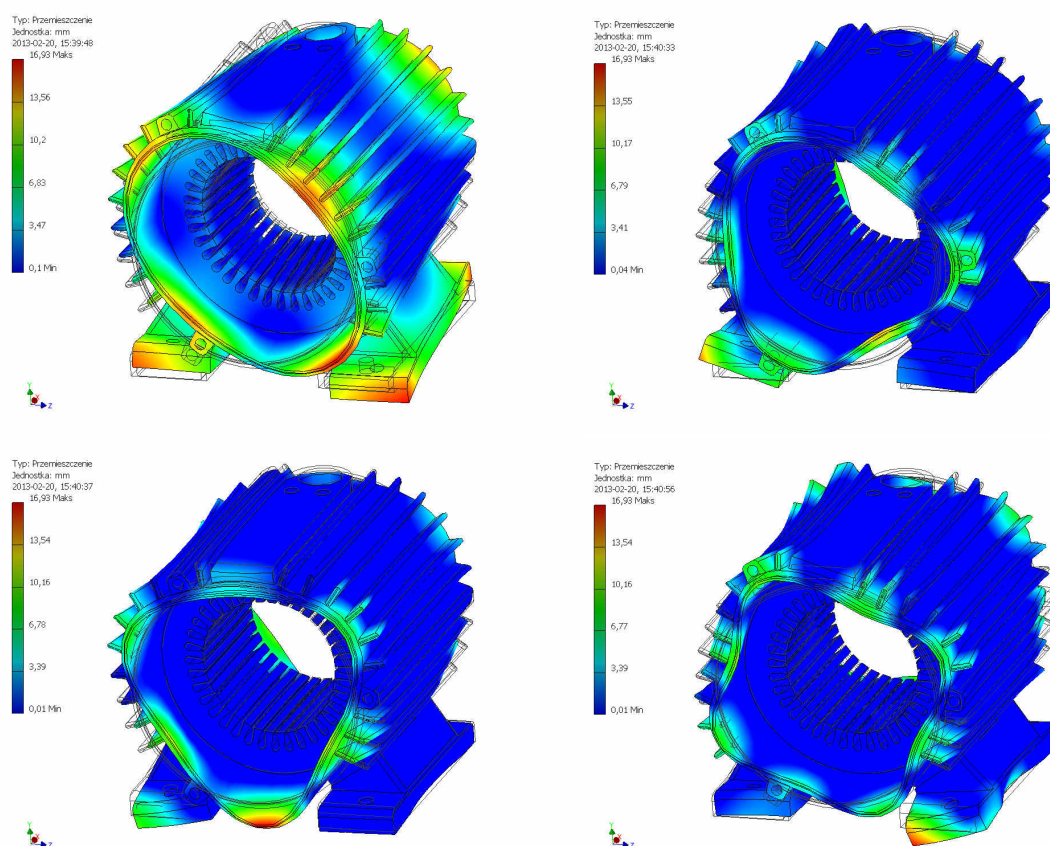 Typ: Przemieszczenie
Jednostka: mm
2013-02-20, 15:39:48
16,93 Maks
13,56
10,2
6,83
3,47
0,1 Min
Y
X
Z
Typ: Przemieszczenie
Jednostka: mm
2013-02-20, 15:40:33
16,93 Maks
13,55
10,17
6,79
3,41
0,04 Min
Y
X
Z
Typ: Przemieszczenie
Jednostka: mm
2013-02-20, 15:40:37
16,93 Maks
13,54
10,16
6,78
3,39
0,01 Min
Y
X
Z
Typ: Przemieszczenie
Jednostka: mm
2013-02-20, 15:40:56
16,93 Maks
13,54
10,16
6,77
3,39
0,01 Min
Y
X
Z